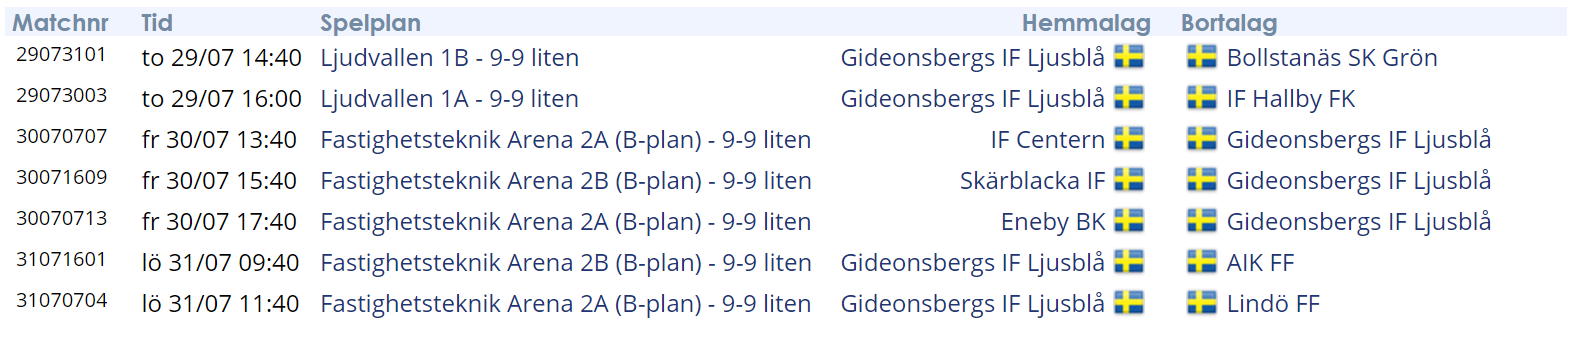 Matchnr Tid Spelplan Hemmalag Bortalag
29073101 to 29/07 14:40 Ljudvallen 1B - 9-9 liten Gideonsbergs IF Ljusblå Bollstanäs SK Grön
29073003 to 29/07 16:00 Ljudvallen 1A - 9-9 liten Gideonsbergs IF Ljusblå IF Hallby FK
30070707 fr 30/07 13:40 Fastighetsteknik Arena 2A (B-plan) - 9-9 liten IF Centern Gideonsbergs IF Ljusblå
30071609 fr 30/07 15:40 Fastighetsteknik Arena 2B (B-plan) - 9-9 liten Skärblacka IF Gideonsbergs IF Ljusblå
30070713 fr 30/07 17:40 Fastighetsteknik Arena 2A (B-plan) - 9-9 liten Eneby BK Gideonsbergs IF Ljusblå
31071601 lö 31/07 09:40 Fastighetsteknik Arena 2B (B-plan) - 9-9 liten Gideonsbergs IF Ljusblå AIK FF
31070704 lö 31/07 11:40 Fastighetsteknik Arena 2A (B-plan) - 9-9 liten Gideonsbergs IF Ljusblå Lindö FF